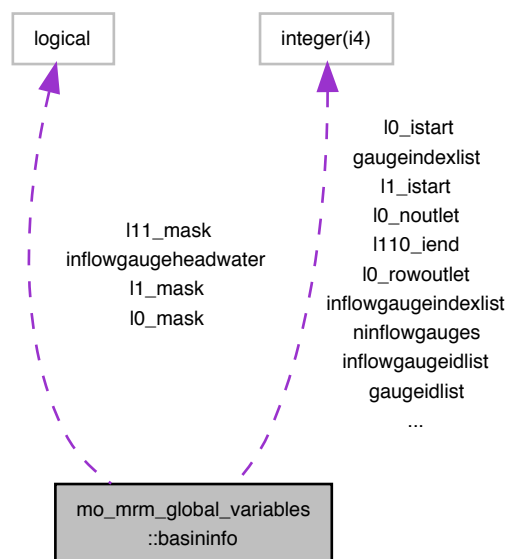 logical
integer(i4)
l11_mask
inflowgaugeheadwater
l1_mask
l0_mask
l0_istart
gaugeindexlist
l1_istart
l0_noutlet
l110_iend
l0_rowoutlet
inflowgaugeindexlist
ninflowgauges
inflowgaugeidlist
gaugeidlist
...
mo_mrm_global_variables
::basininfo